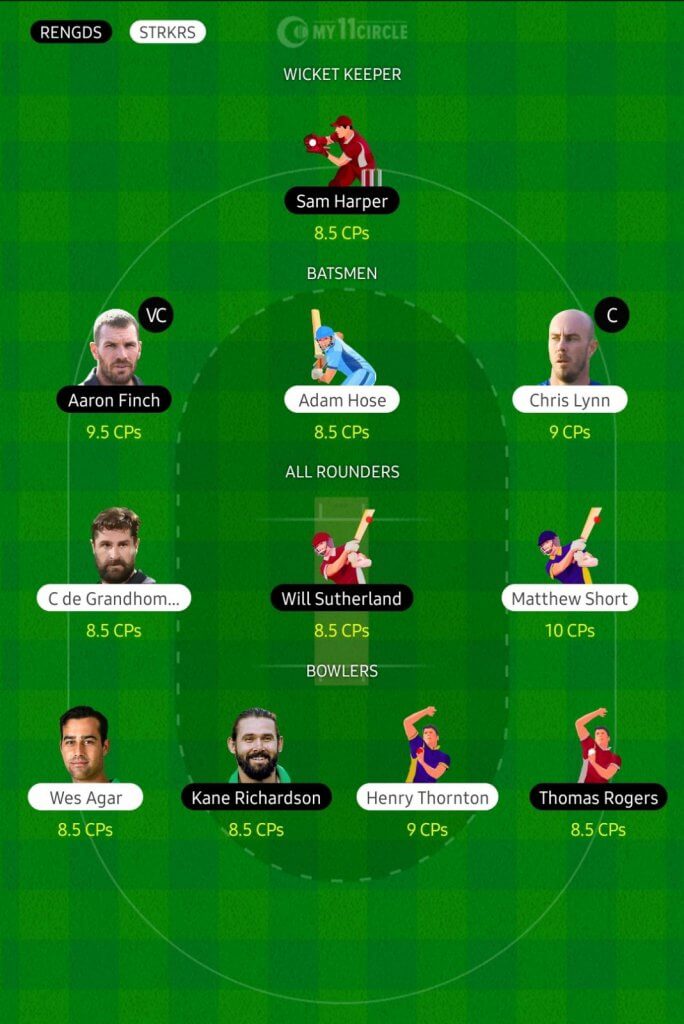 RENGDS STRKRS MY11CIRCLE
WICKET KEEPER
Sam Harper
8.5 CPs
BATSMEN
VC C
Aaron Finch Adam Hose Chris Lynn
9.5 CPs 8.5 CPs 9 CPs
ALL ROUNDERS
C de Grandhom... Will Sutherland Matthew Short
8.5 CPs 8.5 CPs 10 CPs
BOWLERS
Wes Agar Kane Richardson Henry Thornton Thomas Rogers
8.5 CPs 8.5 CPs 9 CPs 8.5 CPs